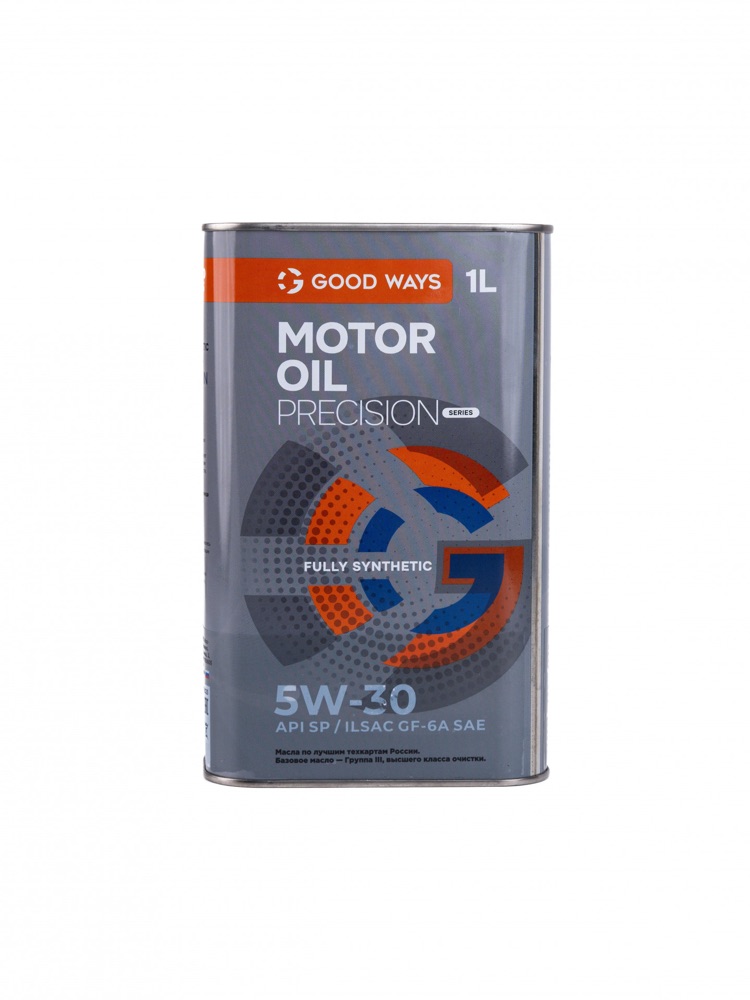 GOOD WAYS 1L
MOTOR
OIL
PRECISION SERIES
FULLY SYNTHETIC
5W-30
API SP / ILSAC GF-6A SAE
Масла по лучшим техкартам России.
Базовое масло — Группа III, высшего класса очистки.